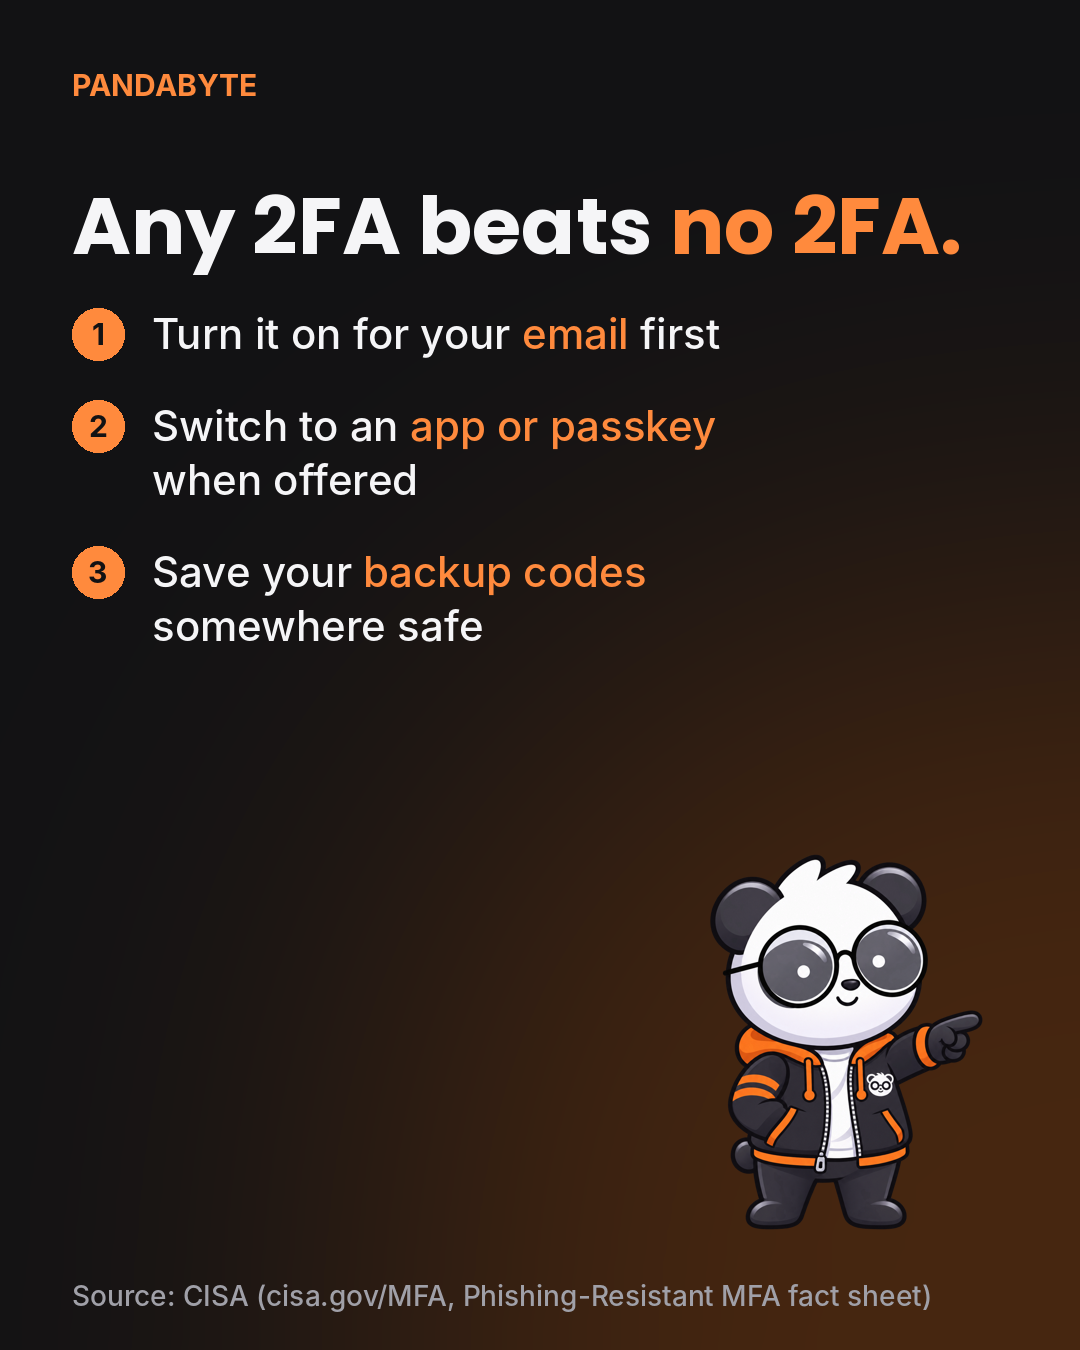 PANDABYTE
Any 2FA beats no 2FA.
1 Turn it on for your email first
2 Switch to an app or passkey
when offered
3 Save your backup codes
somewhere safe
Source: CISA (cisa.gov/MFA, Phishing-Resistant MFA fact sheet)